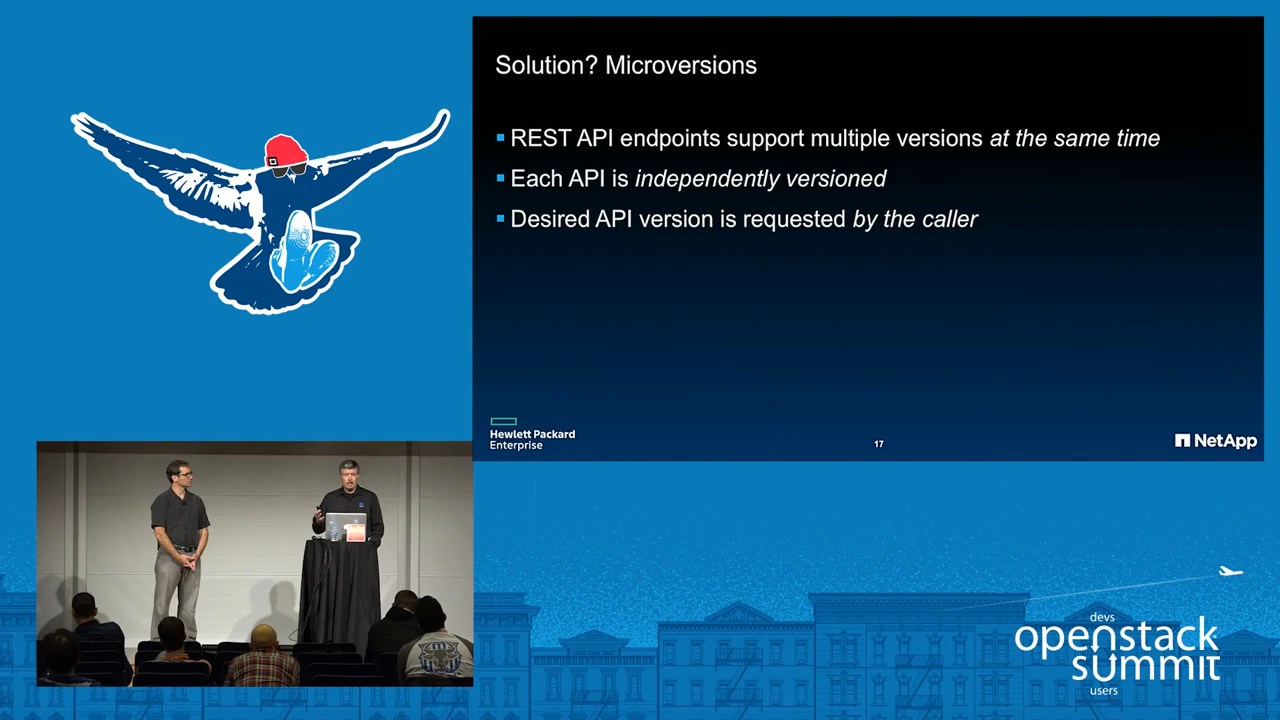 Solution? Microversions
REST API endpoints support multiple versions at the same time
Each API is independently versioned
Desired API version is requested by the caller
Hewlett Packard
Enterprise
17
NetApp
devs
openstack
summit
users